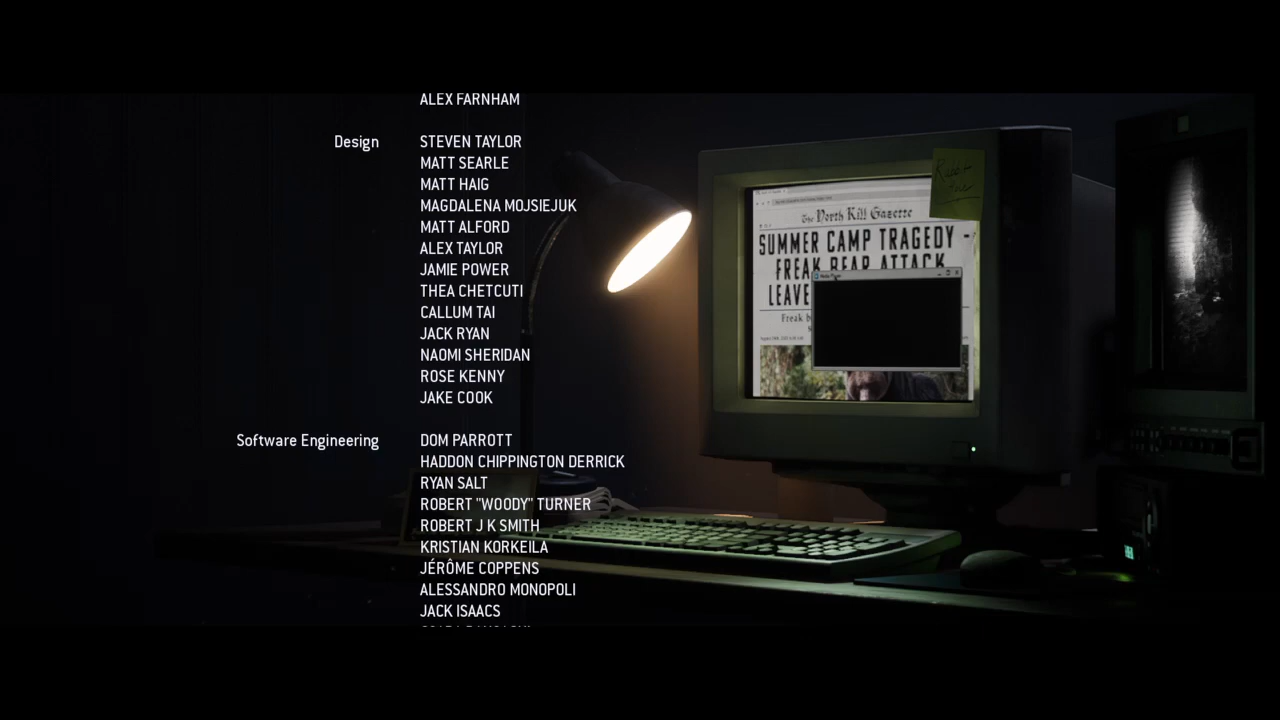 ALEX FARNHAM
Design STEVEN TAYLOR
MATT SEARLE
MATT HAIG
MAGDALENA MOJSIEJUK
MATT ALFORD
ALEX TAYLOR
JAMIE POWER
THEA CHETCUTI
CALLUM TAI
JACK RYAN
NAOMI SHERIDAN
ROSE KENNY
JAKE COOK
Software Engineering DOM PARROTT
HADDON CHIPPINGTON DERRICK
RYAN SALT
ROBERT "WOODY" TURNER
ROBERT J K SMITH
KRISTIAN KORKEILA
JÉRÔME COPPENS
ALESSANDRO MONOPOLI
JACK ISAACS
Rabbit
The North Kill Gazette
SUMMER CAMP TRAGEDY -
FREAK BEAR ATTACK
LEAVE
Freak b